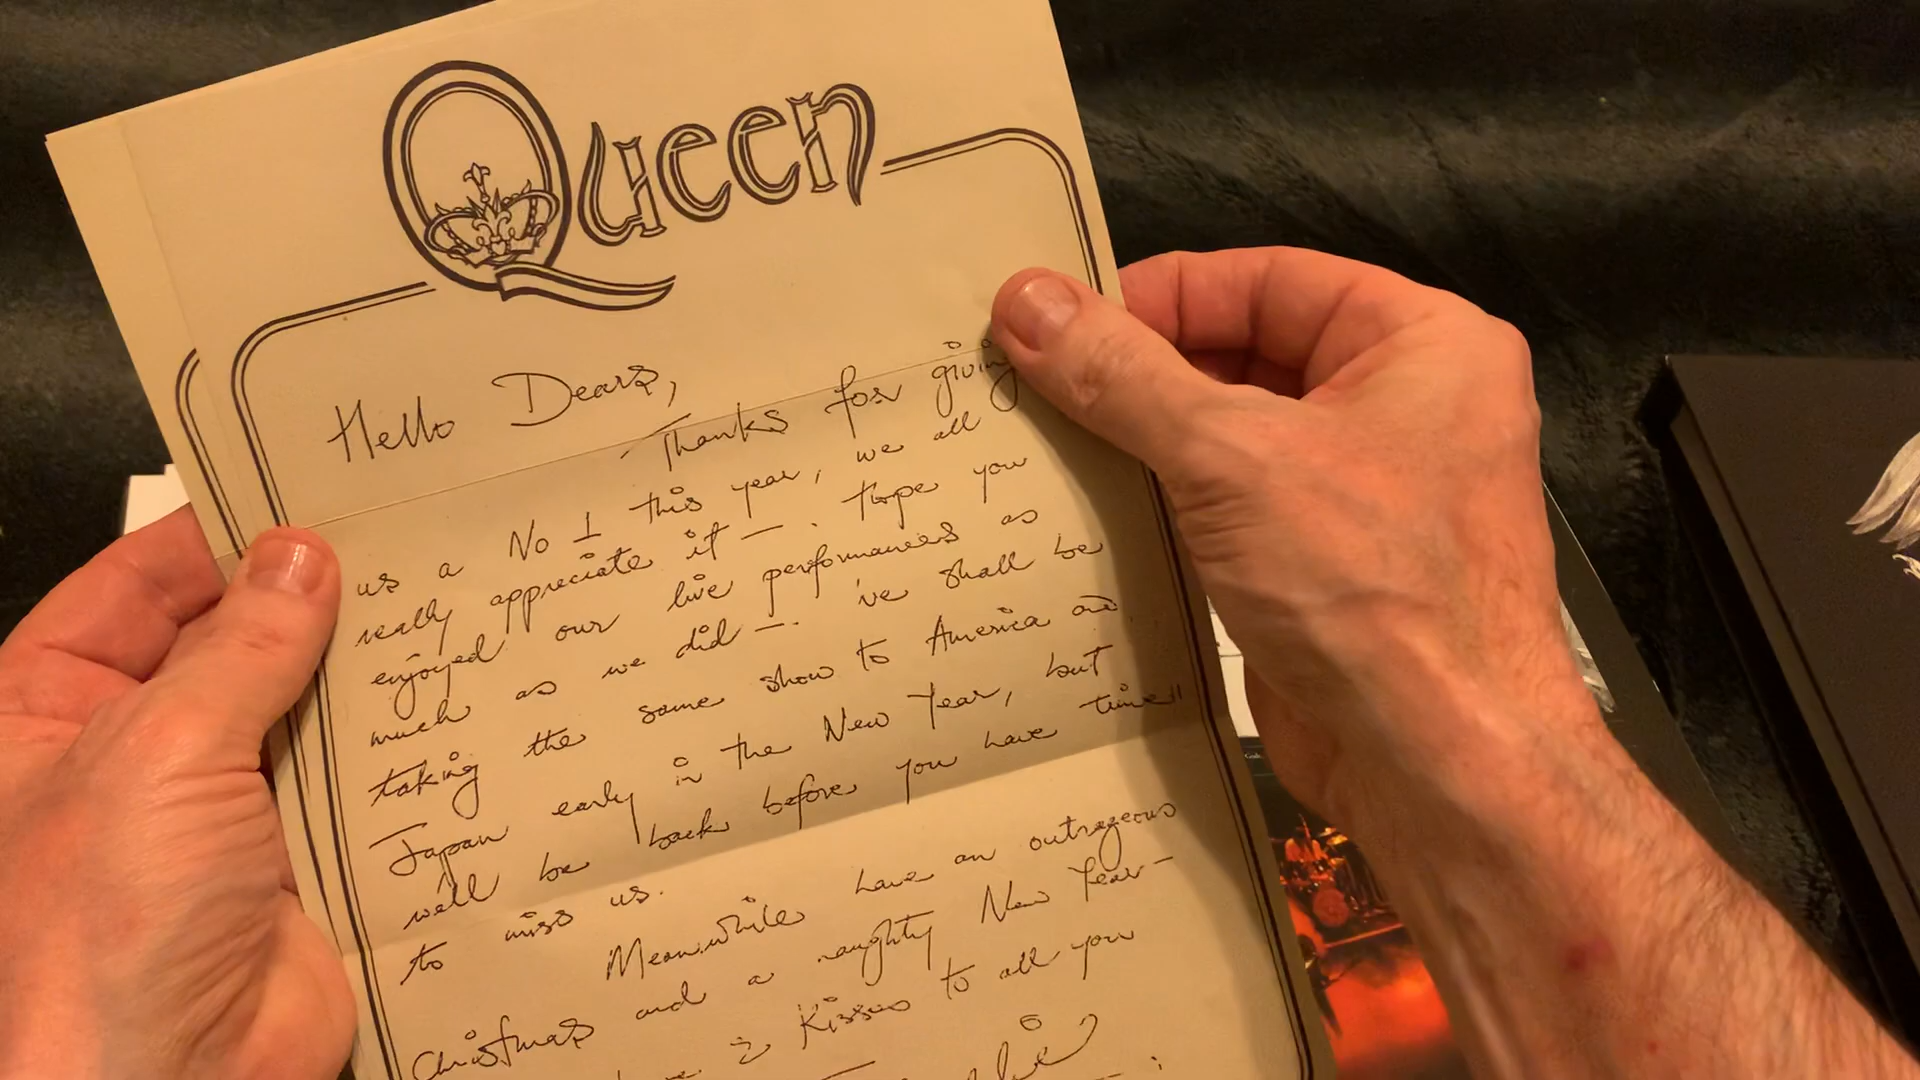 Queen
Hello Dears,
Thanks for giving
us a No 1 this year, we all
really appreciate it —. Hope you
enjoyed our live performances as
much as we did —. 've shall be
taking the same show to America and
Japan early in the New Year, but
we'll be back before you have time
to miss us.
Meanwhile have an outrageous
Christmas and a naughty New Year —
& Kisses to all you